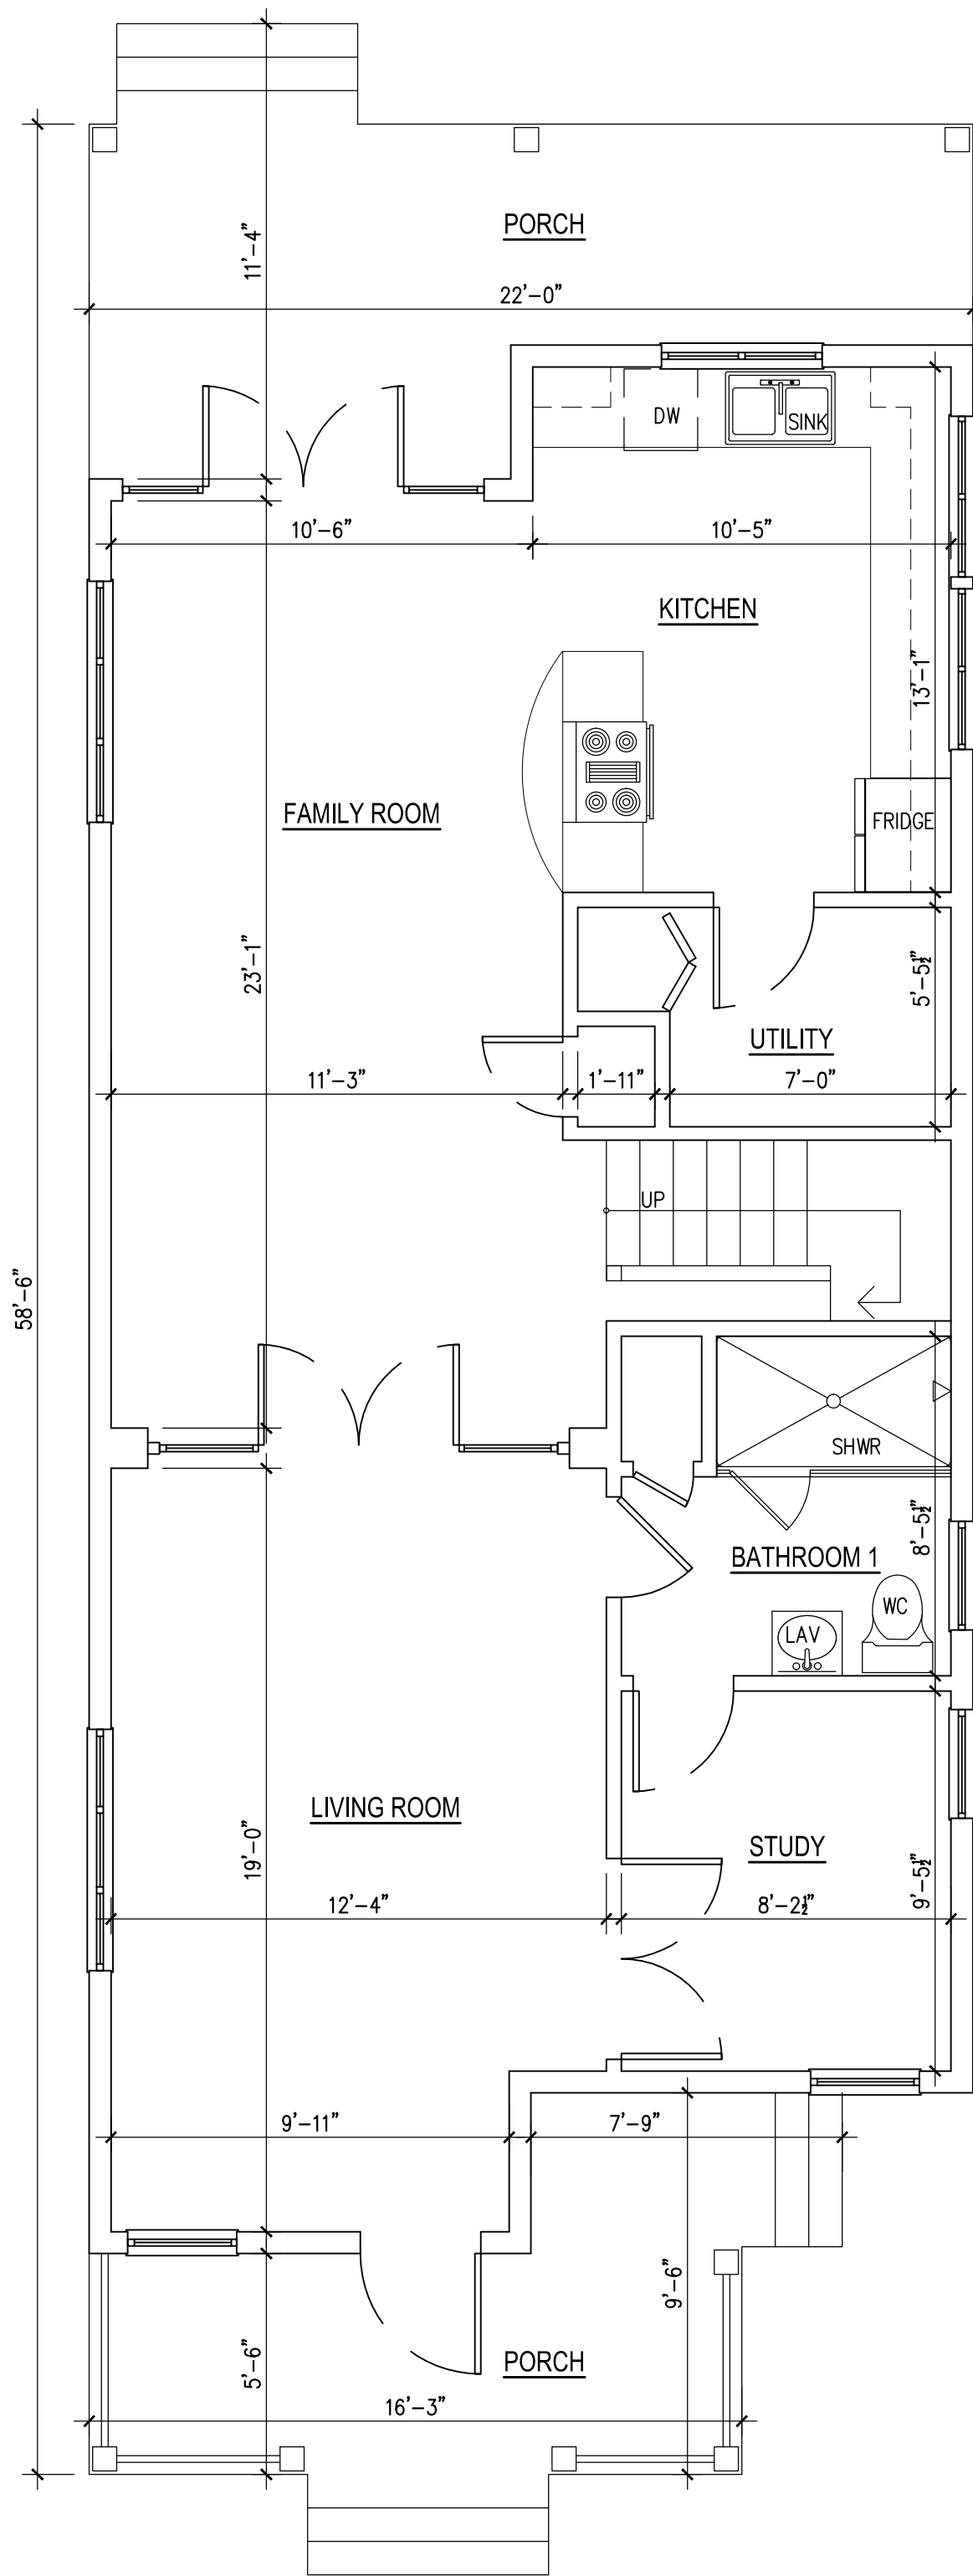 PORCH
11'-4"
22'-0"
DW
SINK
10'-6"
10'-5"
KITCHEN
13'-1"
FAMILY ROOM
FRIDGE
23'-1"
5'-5½"
UTILITY
11'-3"
1'-11"
7'-0"
UP
58'-6"
SHWR
8'-5½"
BATHROOM 1
WC
LAV
LIVING ROOM
19'-0"
STUDY
9'-5½"
12'-4"
8'-2½"
9'-11"
7'-9"
9'-6"
5'-6"
PORCH
16'-3"